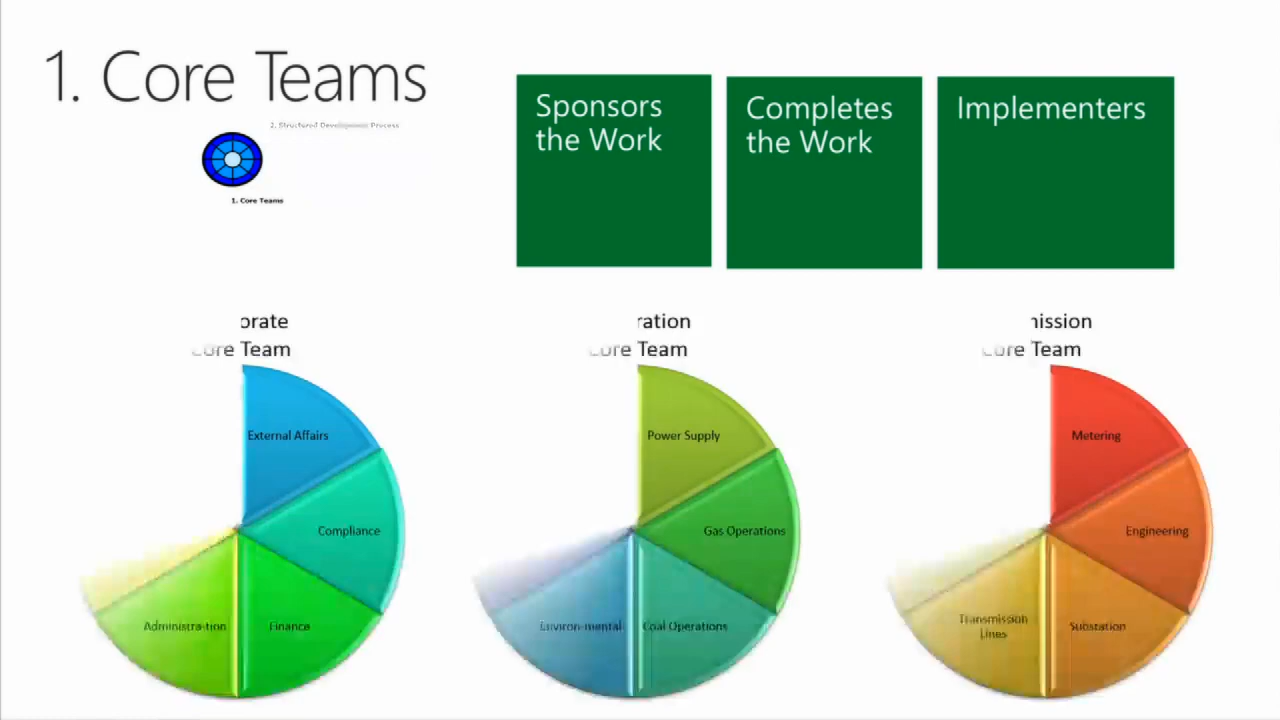 1. Core Teams
2. Structured Development Process
1. Core Teams
Sponsors
the Work
Completes
the Work
Implementers
orate
Core Team
External Affairs
Compliance
Finance
Administra-tion
ration
Core Team
Power Supply
Gas Operations
Coal Operations
Environ-mental
nission
Core Team
Metering
Engineering
Substation
Transmission
Lines